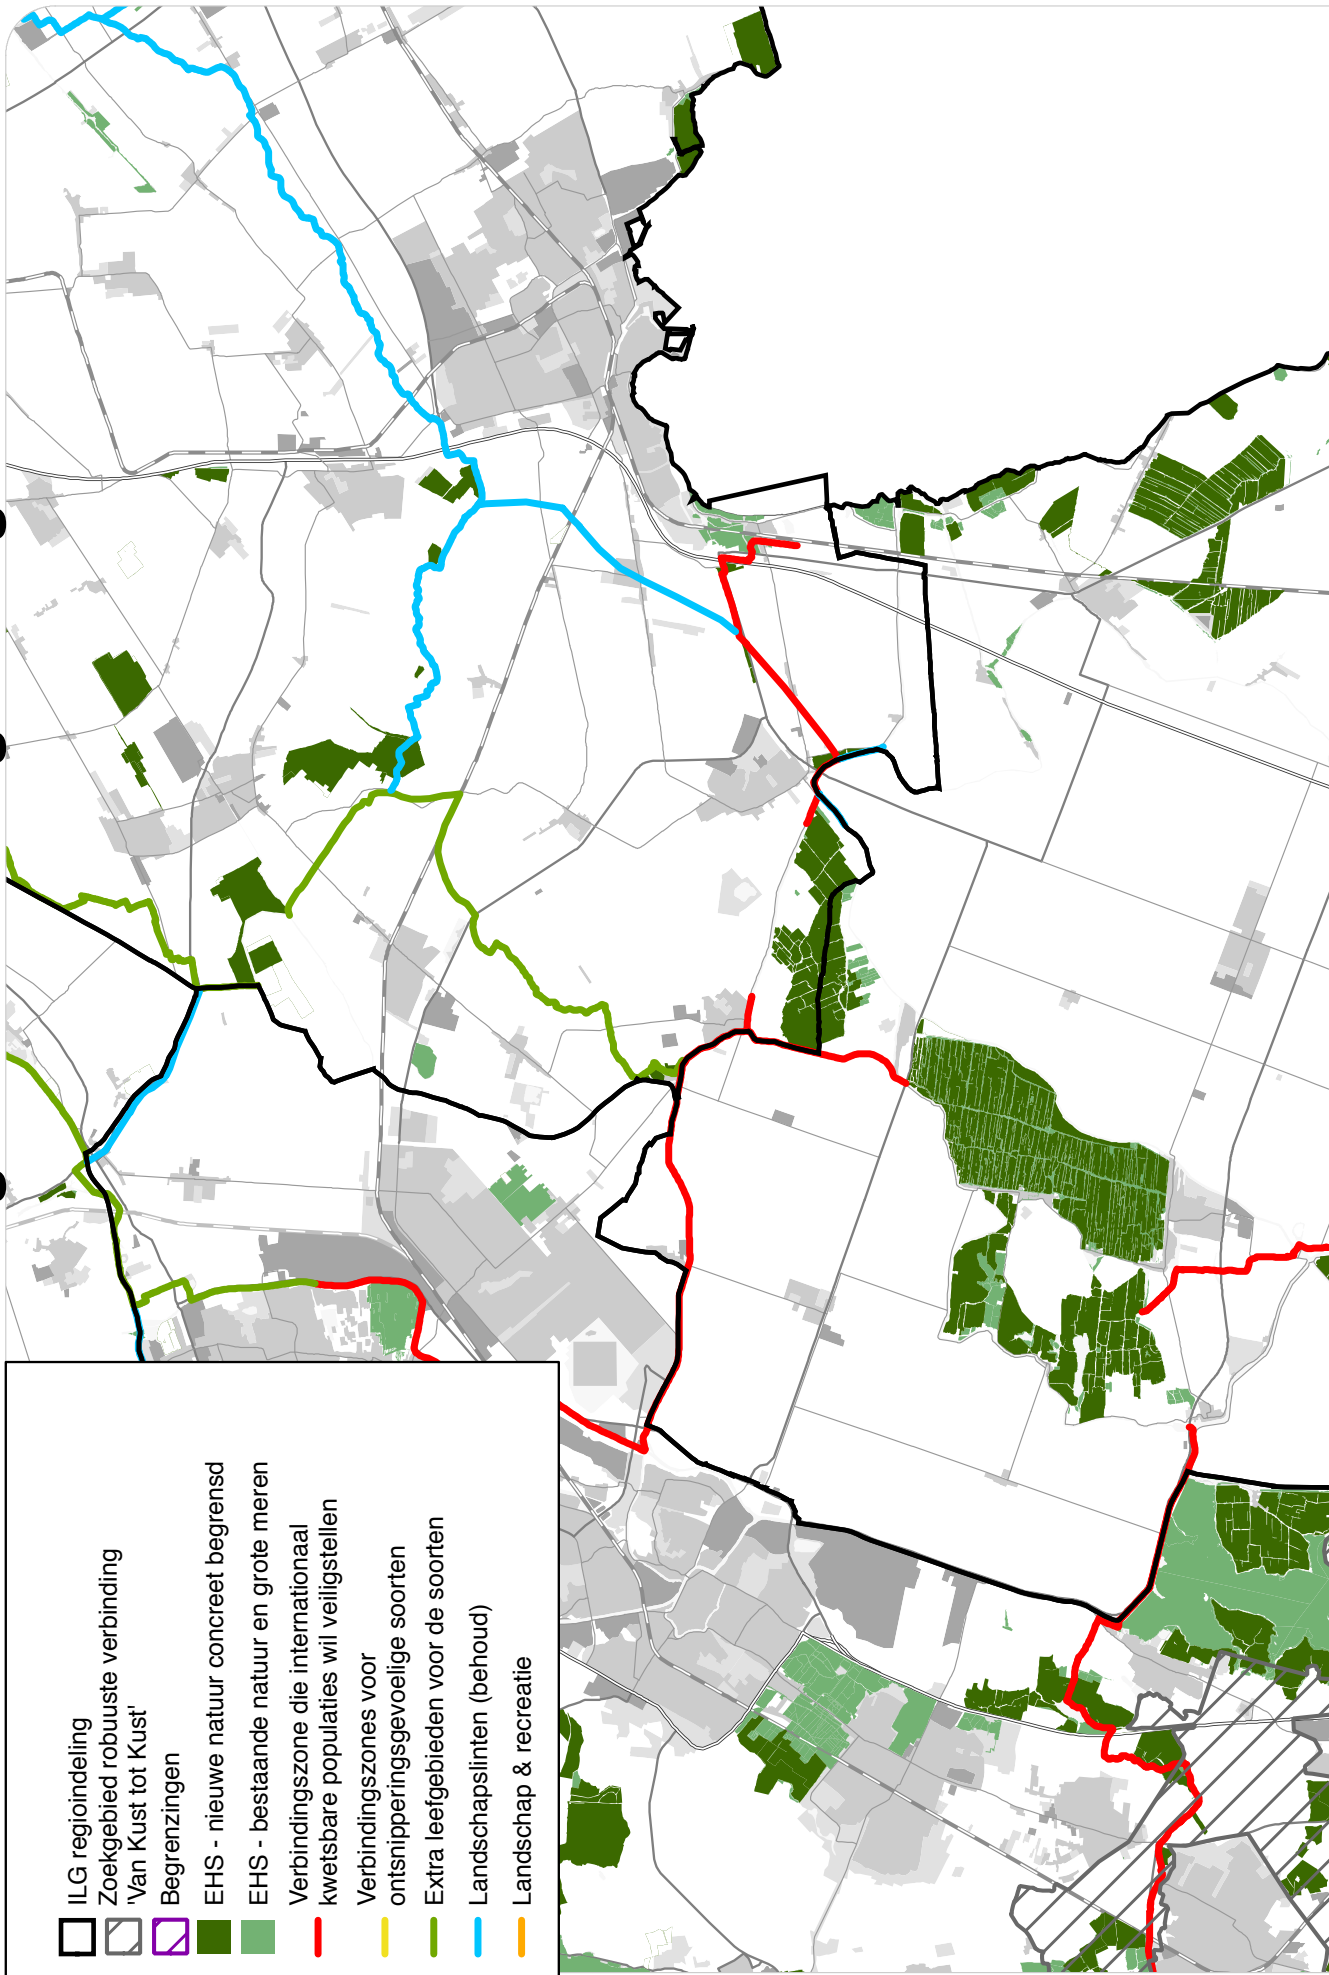 ILG regioindeling
Zoekgebied robuuste verbinding
'Van Kust tot Kust'
Begrenzingen
EHS - nieuwe natuur concreet begrensd
EHS - bestaande natuur en grote meren
Verbindingszone die internationaal
kwetsbare populaties wil veiligstellen
Verbindingszones voor
ontsnipperingsgevoelige soorten
Extra leefgebieden voor de soorten
Landschapslinten (behoud)
Landschap & recreatie